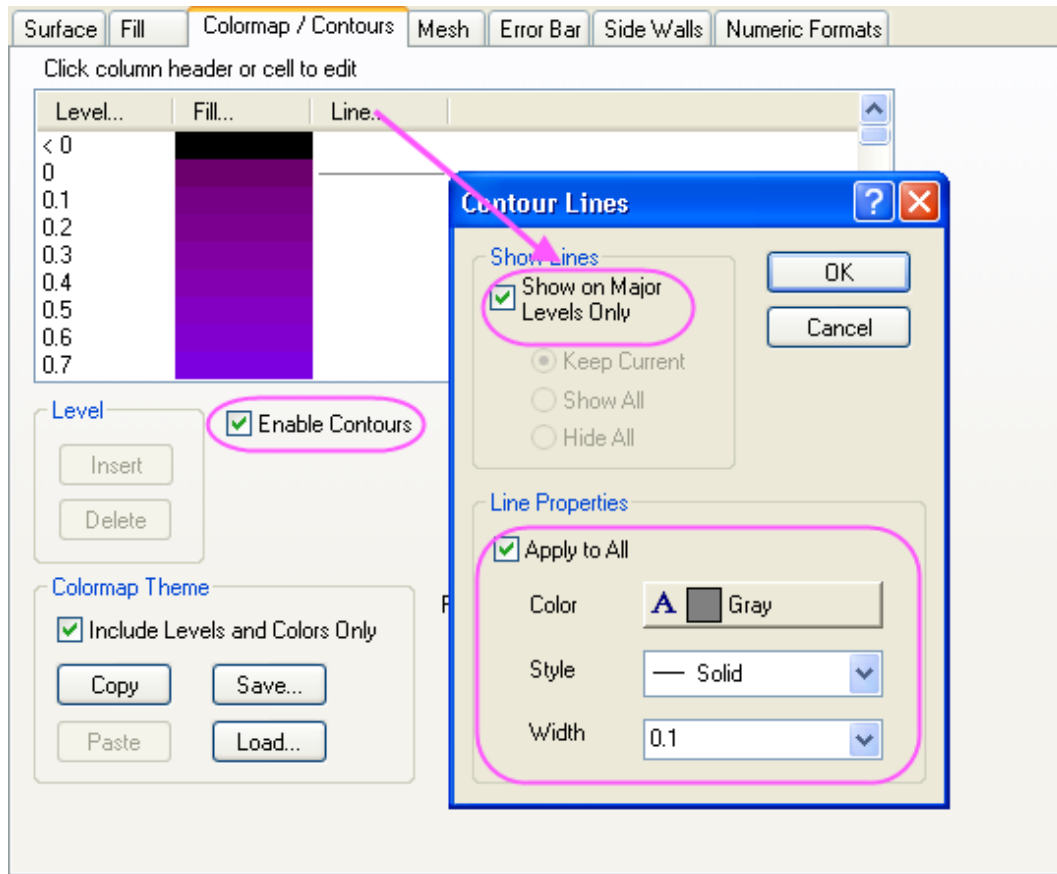 Surface Fill Colormap / Contours Mesh Error Bar Side Walls Numeric Formats
Click column header or cell to edit
Level... Fill... Line...
< 0
0
0.1
0.2
0.3
0.4
0.5
0.6
0.7
Level
Insert
Delete
Enable Contours
Colormap Theme
Include Levels and Colors Only
Copy Save...
Paste Load...
Contour Lines
Show Lines
Show on Major
Levels Only
Keep Current
Show All
Hide All
OK
Cancel
Line Properties
Apply to All
Color A Gray
Style Solid
Width 0.1